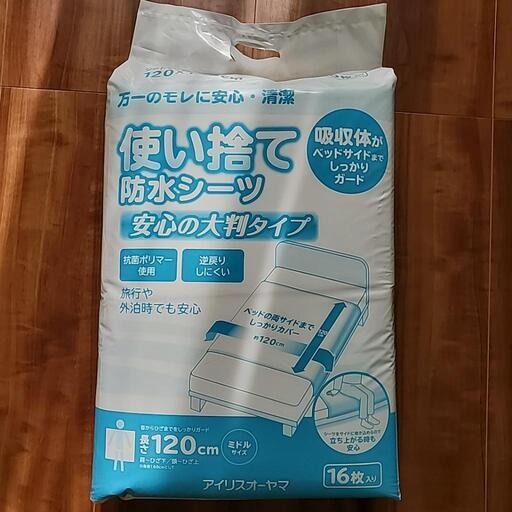 120
万一のモレに安心・清潔
使い捨て
防水シーツ
安心の大判タイプ
吸収体が
ベッドサイドまで
しっかり
ガード
抗菌ポリマー
使用
逆戻り
しにくい
旅行や
外泊時でも安心
ベッドの両サイドまで
しっかりカバー
約120cm
長さ120cm
ミドル
サイズ
立ち上がる時も
安心
16枚入り
アイリスオーヤマ